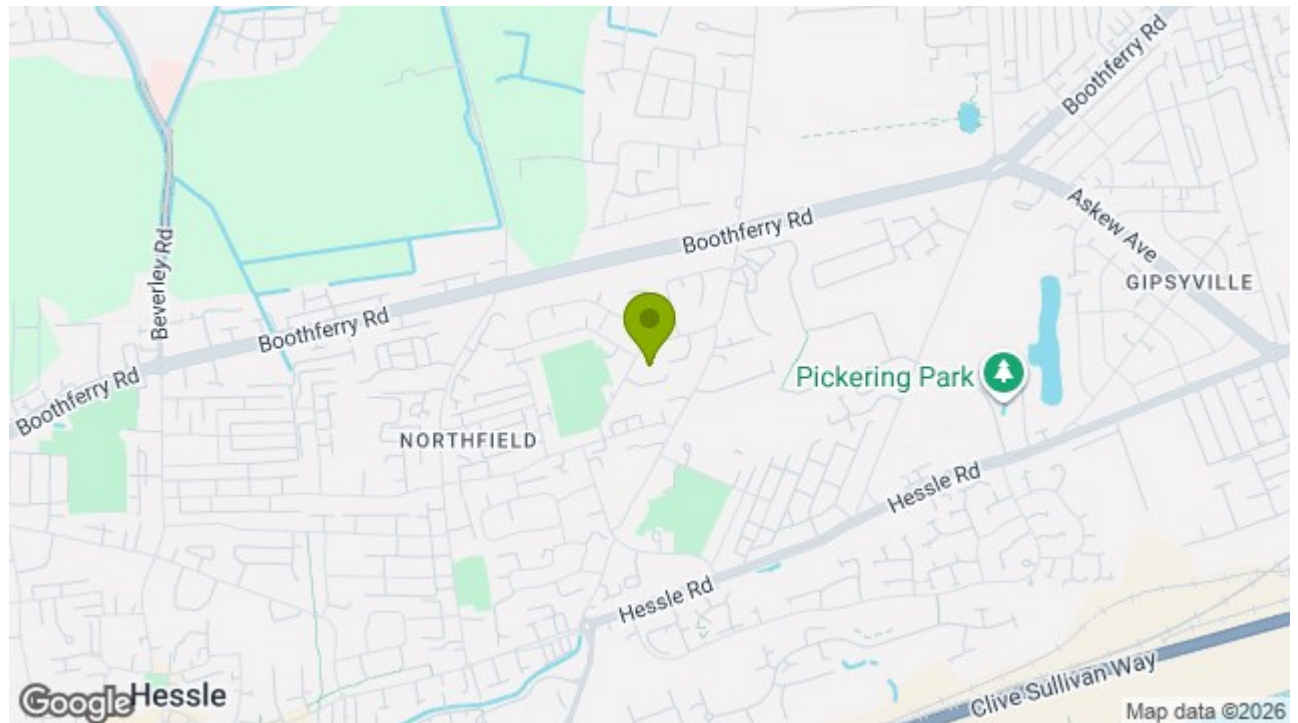 Boothferry Rd
Askew Ave
Boothferry Rd
Beverley Rd
GIPSYVILLE
Boothferry Rd
Pickering Park
Boothferry Rd
NORTHFIELD
Hessle Rd
Hessle Rd
Clive Sullivan Way
Google
Hessle
Map data ©2026